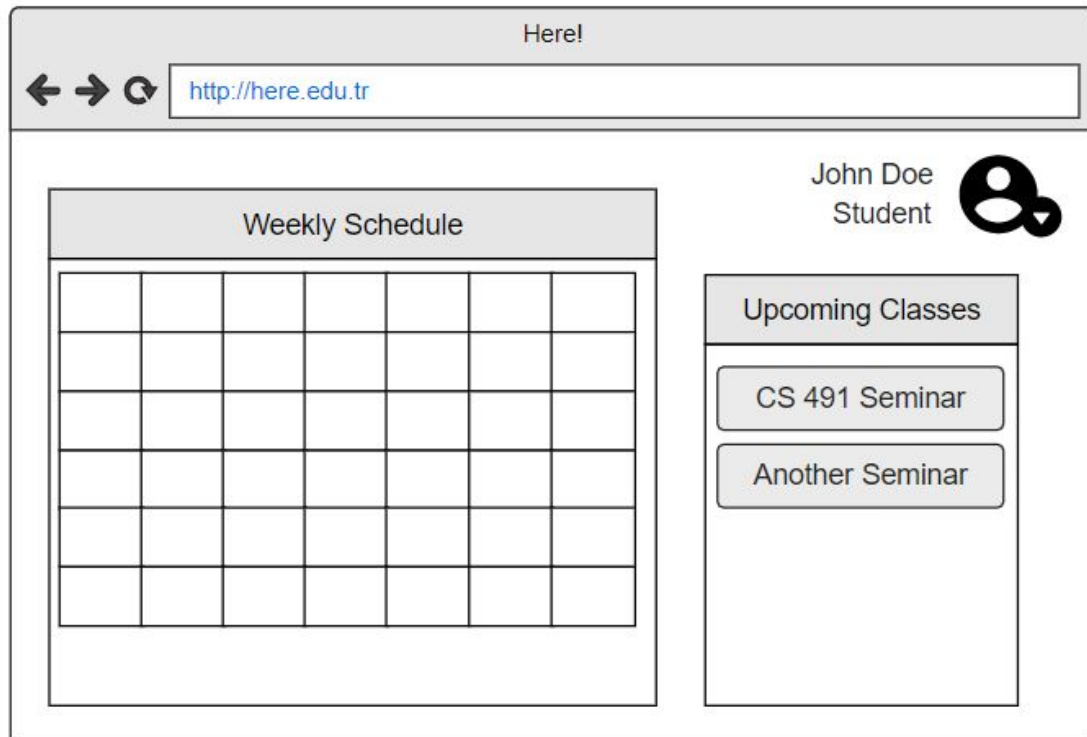 Here!
http://here.edu.tr
John Doe
Student
Weekly Schedule
Upcoming Classes
CS 491 Seminar
Another Seminar